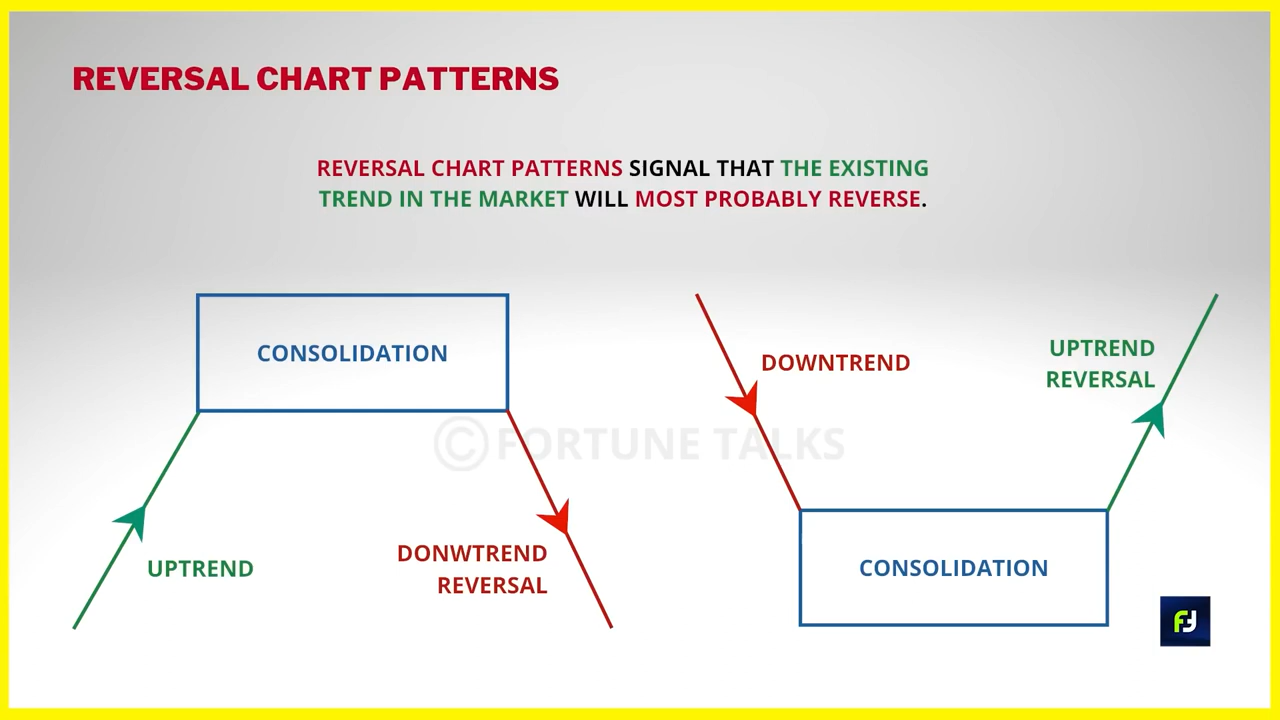 REVERSAL CHART PATTERNS
REVERSAL CHART PATTERNS SIGNAL THAT THE EXISTING
TREND IN THE MARKET WILL MOST PROBABLY REVERSE.
CONSOLIDATION
UPTREND
DONWTREND
REVERSAL
DOWNTREND
UPTREND
REVERSAL
CONSOLIDATION
© FORTUNE TALKS